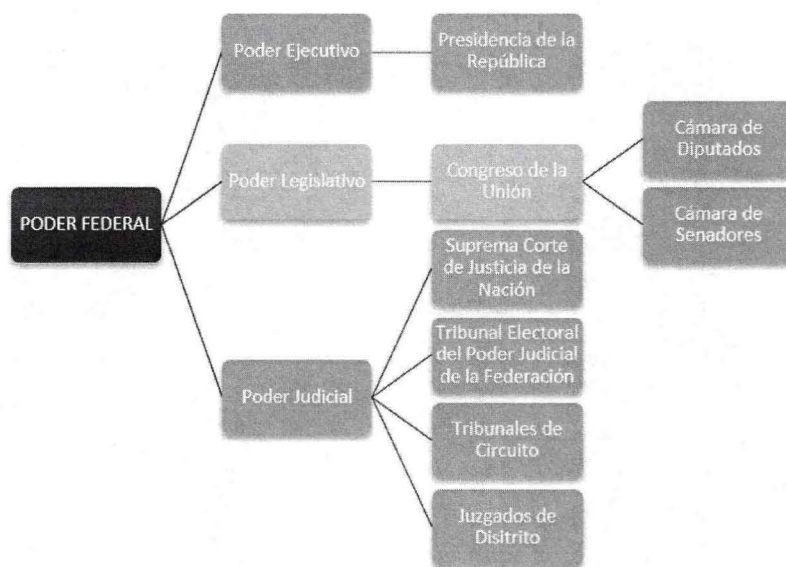 Poder Ejecutivo
Presidencia de la
República
Cámara de
Diputados
Poder Legislativo
Congreso de la
Unión
PODER FEDERAL
Cámara de
Senadores
Suprema Corte
de Justicia de la
Nación
Tribunal Electoral
del Poder Judicial
de la Federación
Poder Judicial
Tribunales de
Circuito
Juzgados de
Disitrito